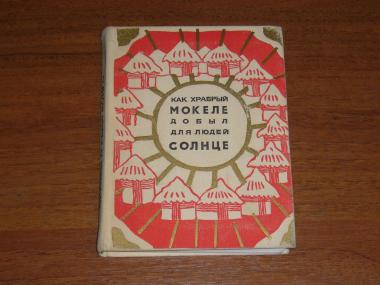 КАК ХРАБРЫЙ
МОКЕЛЕ
ДОБЫЛ
ДЛЯ ЛЮДЕЙ
СОЛНЦЕ